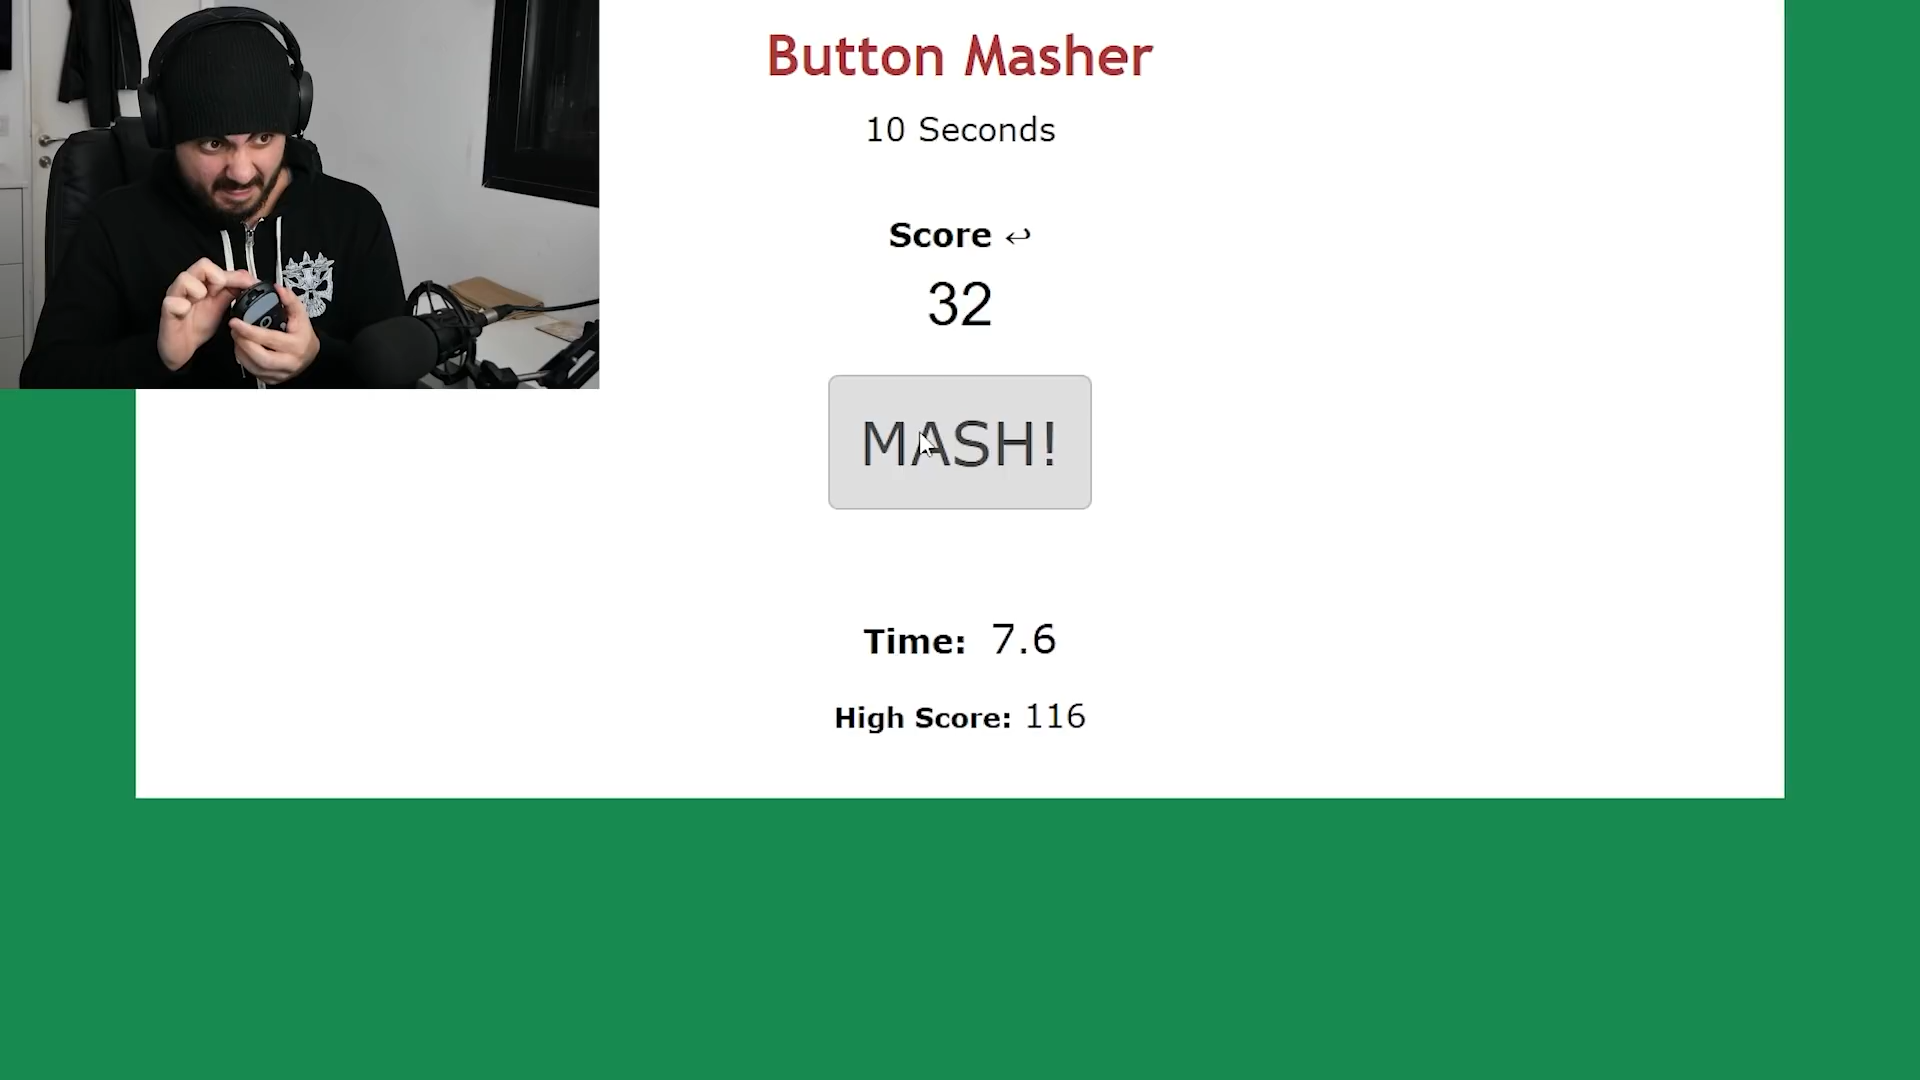 Button Masher
10 Seconds
Score ↩
32
MASH!
Time: 7.6
High Score: 116